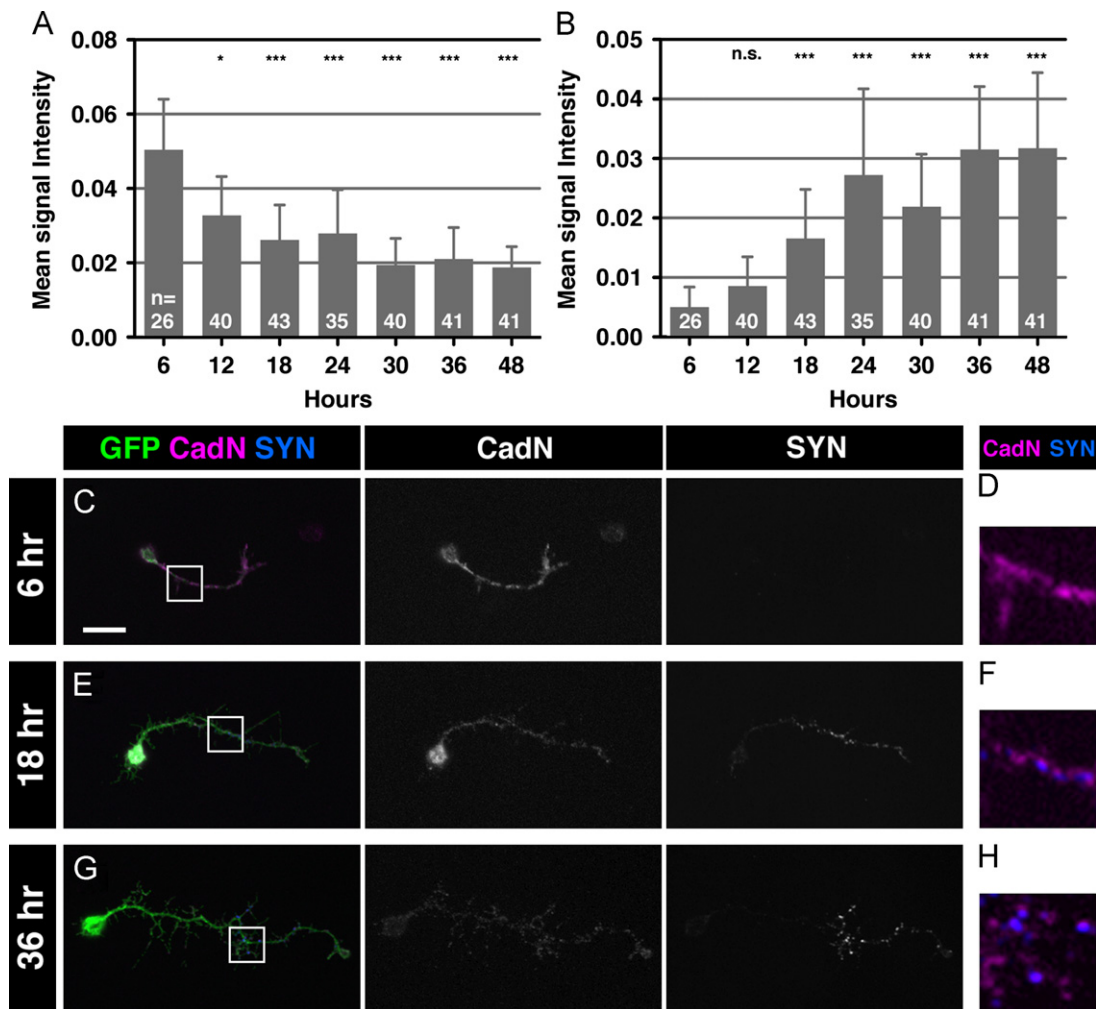 A
0.08
0.06
0.04
0.02
0.00
Mean signal Intensity
* *** *** *** *** ***
n=
26 40 43 35 40 41 41
6 12 18 24 30 36 48
Hours
B
0.05
0.04
0.03
0.02
0.01
0.00
Mean signal Intensity
n.s. *** *** *** *** ***
26 40 43 35 40 41 41
6 12 18 24 30 36 48
Hours
GFP CadN SYN
CadN
SYN
CadN SYN
6 hr
C
D
18 hr
E
F
36 hr
G
H